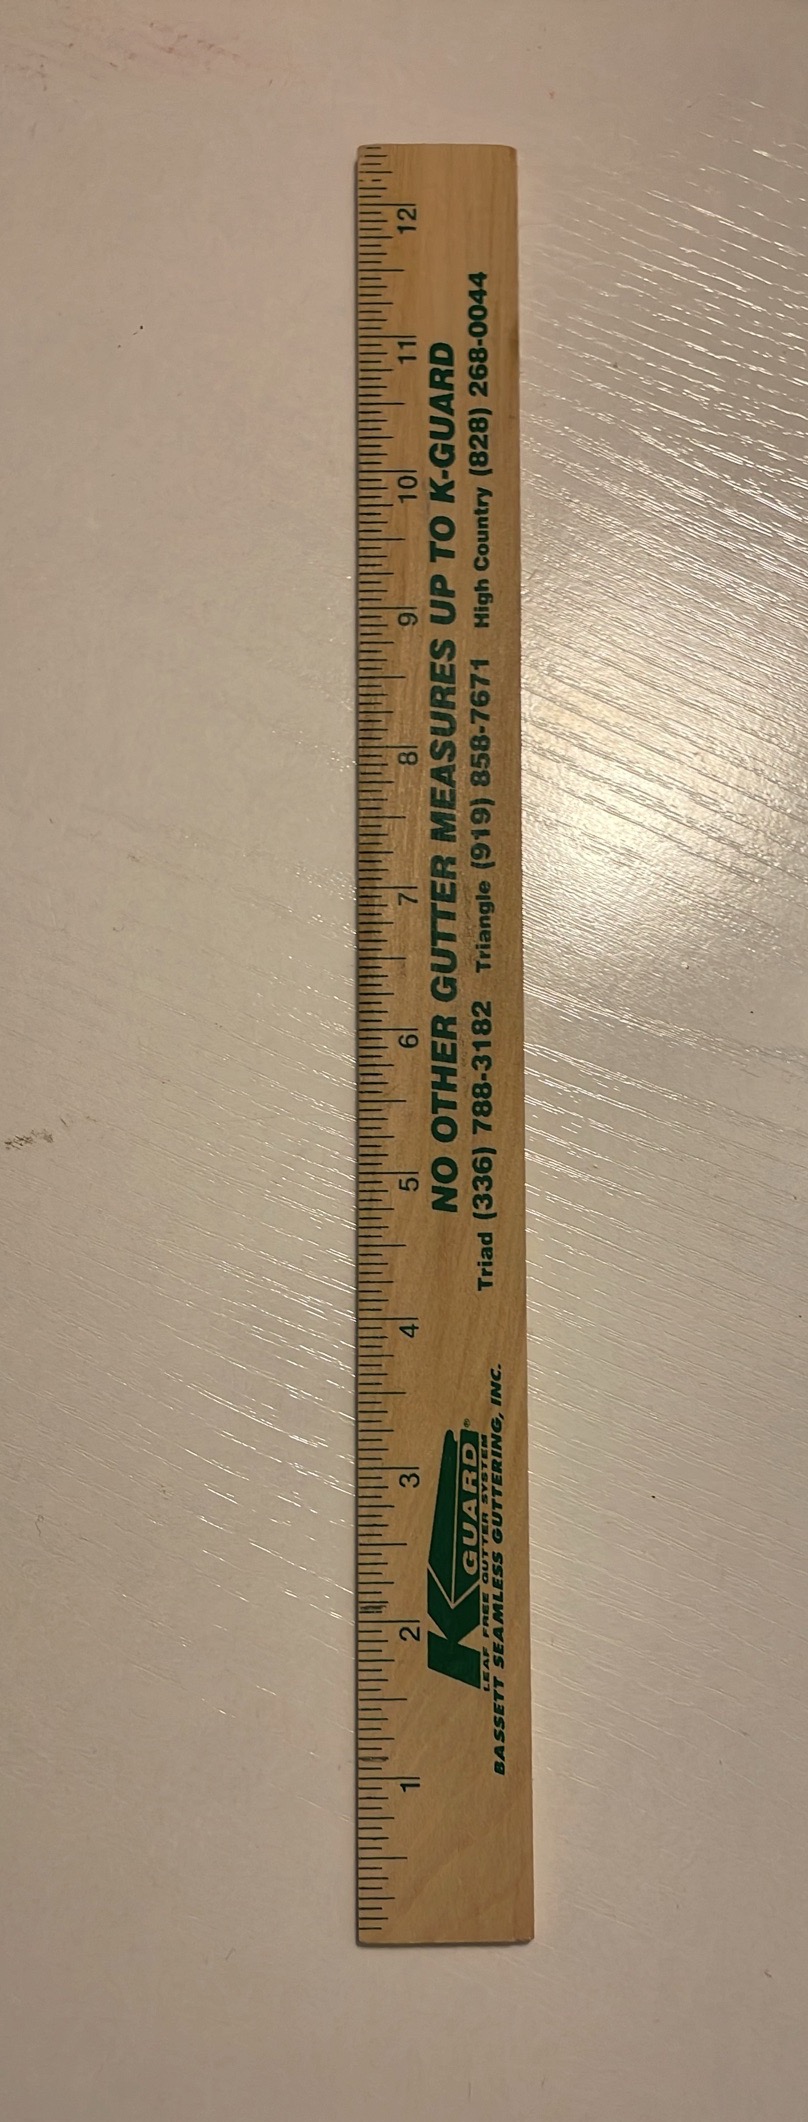 1 2 3 4 5 6 7 8 9 10 11 12
K GUARD®
LEAF FREE GUTTER SYSTEM
BASSETT SEAMLESS GUTTERING, INC.
NO OTHER GUTTER MEASURES UP TO K-GUARD
Triad (336) 788-3182 Triangle (919) 858-7671 High Country (828) 268-0044